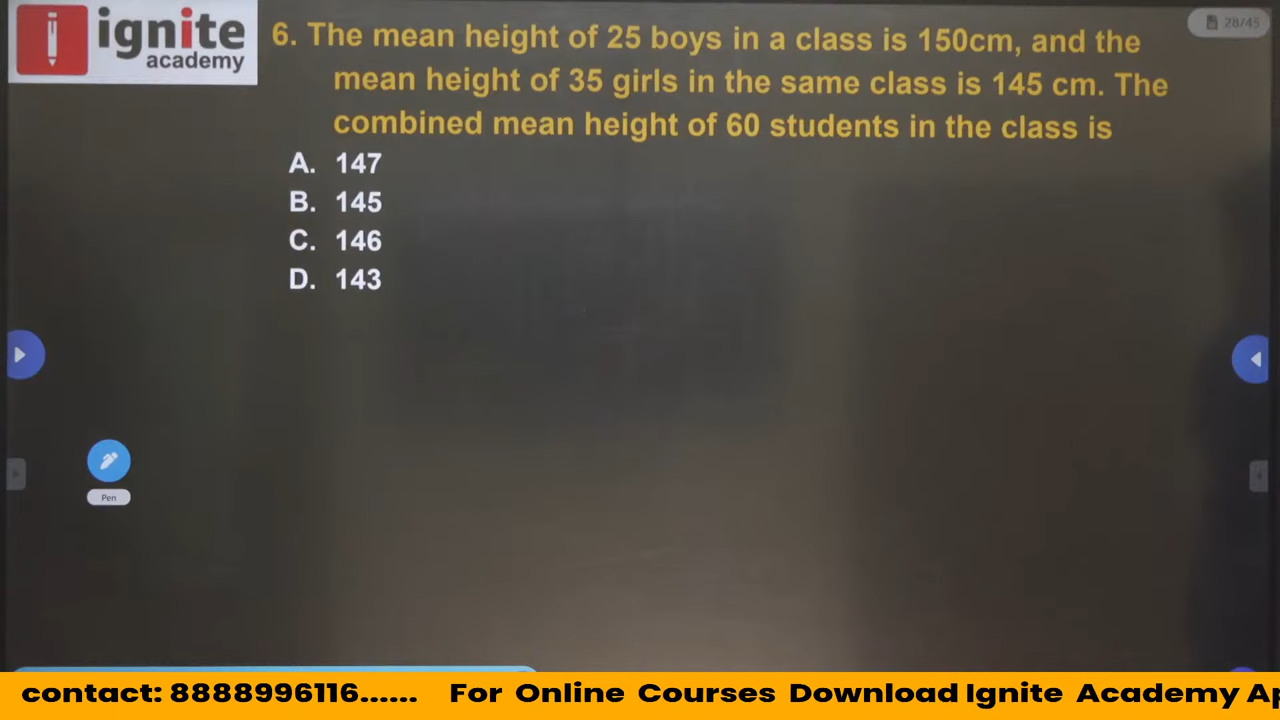 ignite
academy
28/45
6. The mean height of 25 boys in a class is 150cm, and the
mean height of 35 girls in the same class is 145 cm. The
combined mean height of 60 students in the class is
A. 147
B. 145
C. 146
D. 143
Pen
contact: 8888996116...... For Online Courses Download Ignite Academy Ap